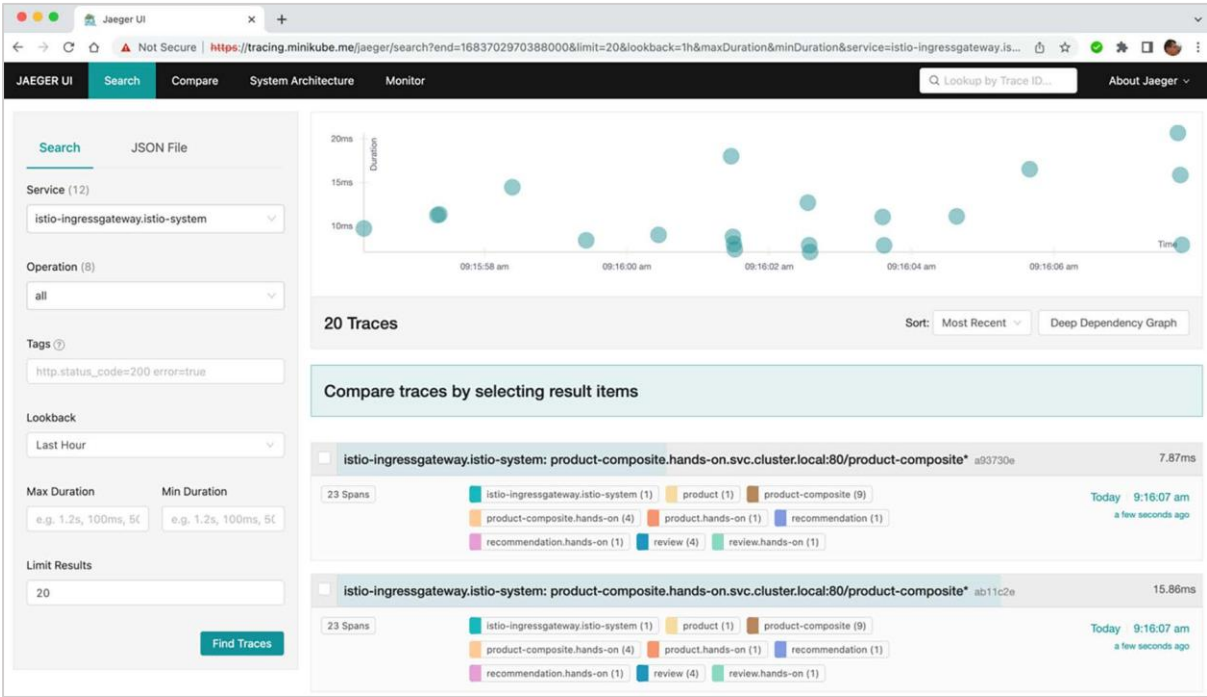 Jaeger UI
Not Secure https://tracing.minikube.me/jaeger/search?end=1683702970388000&limit=20&lookback=1h&maxDuration&minDuration&service=istio-ingressgateway.is...
JAEGER UI Search Compare System Architecture Monitor Lookup by Trace ID... About Jaeger
Search JSON File
Service (12)
istio-ingressgateway.istio-system
Operation (8)
all
Tags
http.status_code=200 error=true
Lookback
Last Hour
Max Duration Min Duration
e.g. 1.2s, 100ms, 5( e.g. 1.2s, 100ms, 5(
Limit Results
20
Find Traces
Duration
20ms
15ms
10ms
Time
09:15:58 am 09:16:00 am 09:16:02 am 09:16:04 am 09:16:06 am
20 Traces Sort: Most Recent Deep Dependency Graph
Compare traces by selecting result items
istio-ingressgateway.istio-system: product-composite.hands-on.svc.cluster.local:80/product-composite* a93730e 7.87ms
23 Spans istio-ingressgateway.istio-system (1) product (1) product-composite (9) Today 9:16:07 am
product-composite.hands-on (4) product.hands-on (1) recommendation (1) a few seconds ago
recommendation.hands-on (1) review (4) review.hands-on (1)
istio-ingressgateway.istio-system: product-composite.hands-on.svc.cluster.local:80/product-composite* ab11c2e 15.86ms
23 Spans istio-ingressgateway.istio-system (1) product (1) product-composite (9) Today 9:16:07 am
product-composite.hands-on (4) product.hands-on (1) recommendation (1) a few seconds ago
recommendation.hands-on (1) review (4) review.hands-on (1)